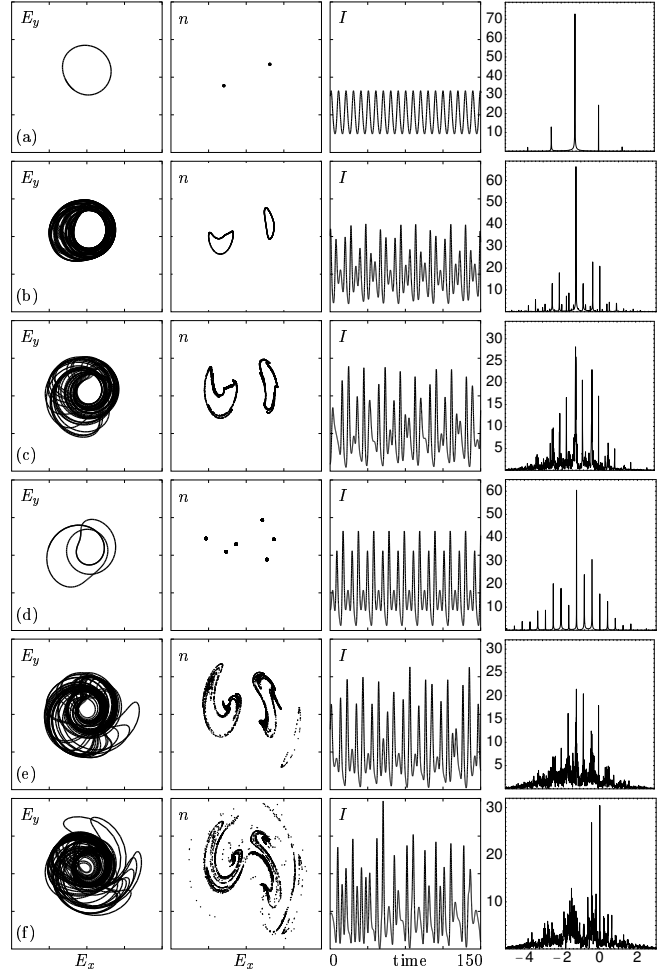 E_y n I 70 60 50 40 30 20 10 (a)
E_y n I 60 50 40 30 20 10 (b)
E_y n I 30 25 20 15 10 5 (c)
E_y n I 60 50 40 30 20 10 (d)
E_y n I 30 25 20 15 10 5 (e)
E_y n I 30 20 10 (f)
E_x E_x 0 time 150 −4 −2 0 2